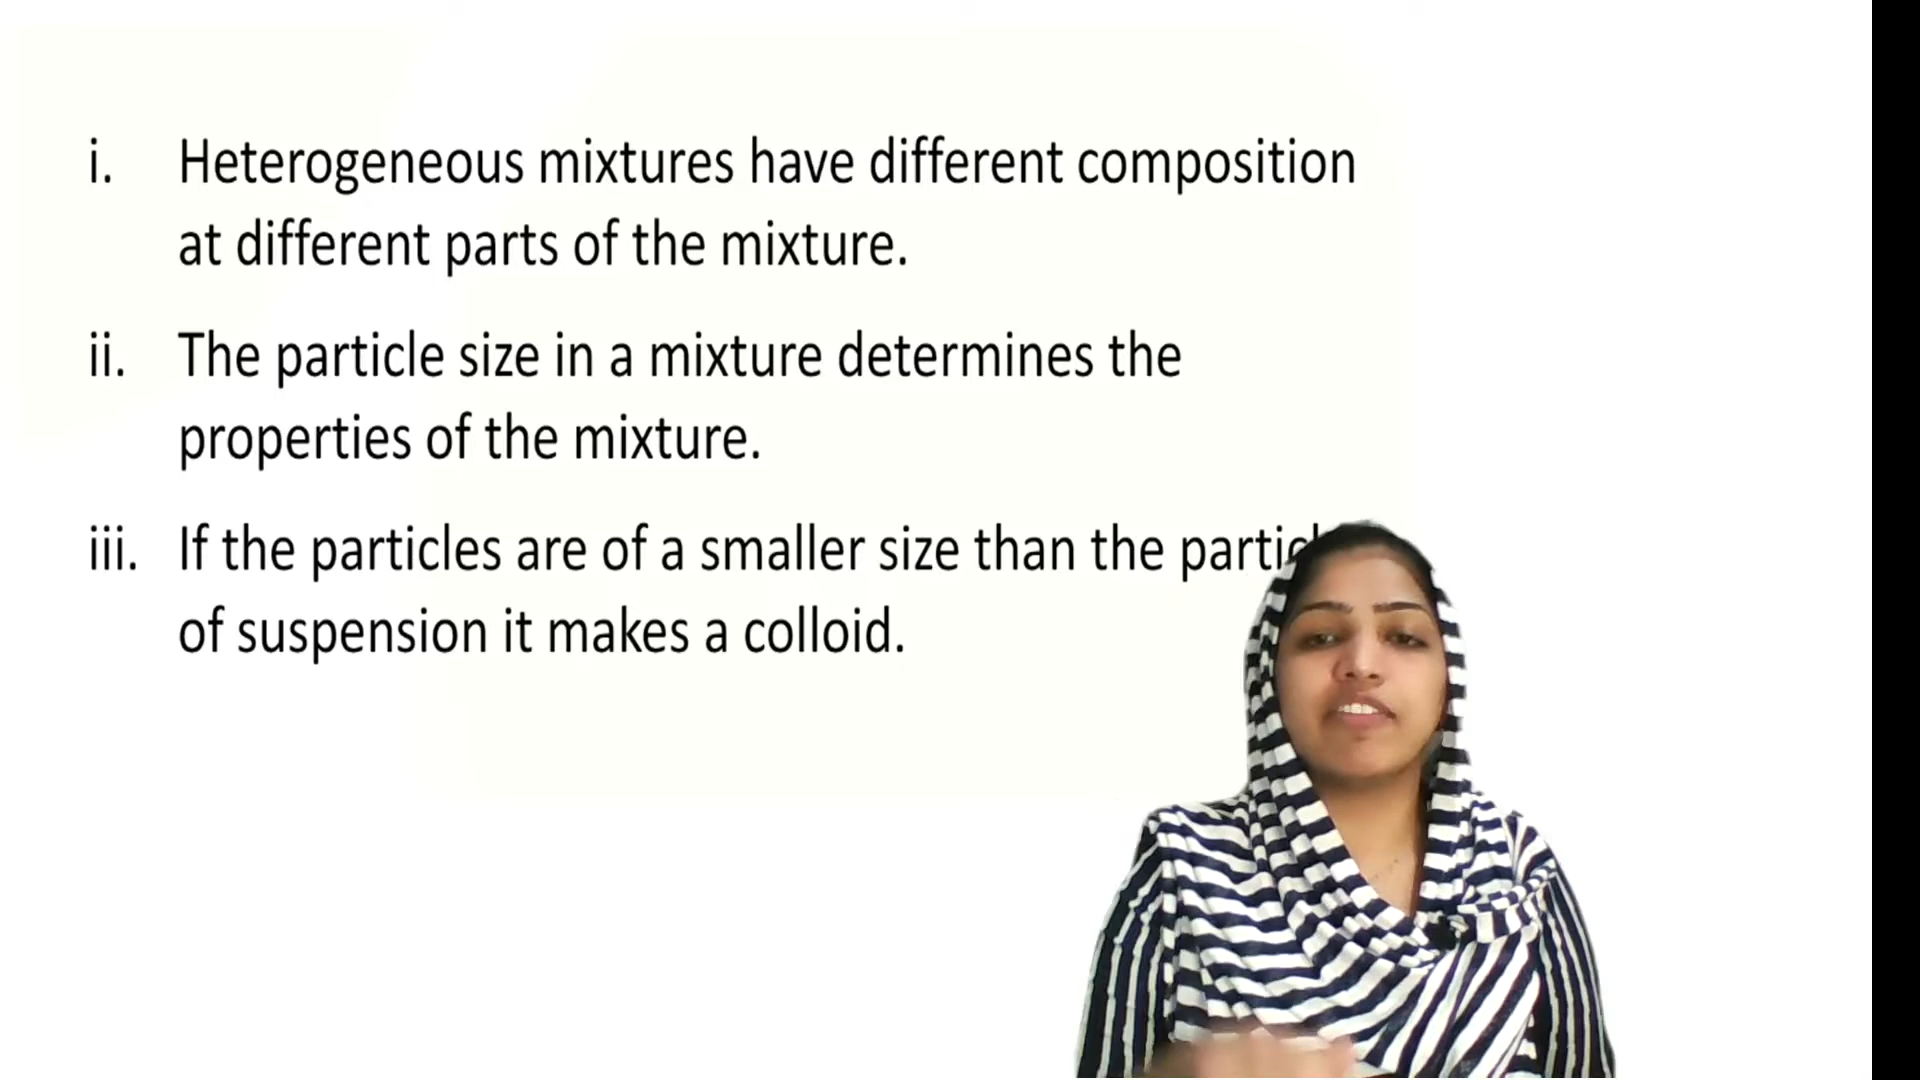 i. Heterogeneous mixtures have different composition
at different parts of the mixture.
ii. The particle size in a mixture determines the
properties of the mixture.
iii. If the particles are of a smaller size than the
of suspension it makes a colloid.